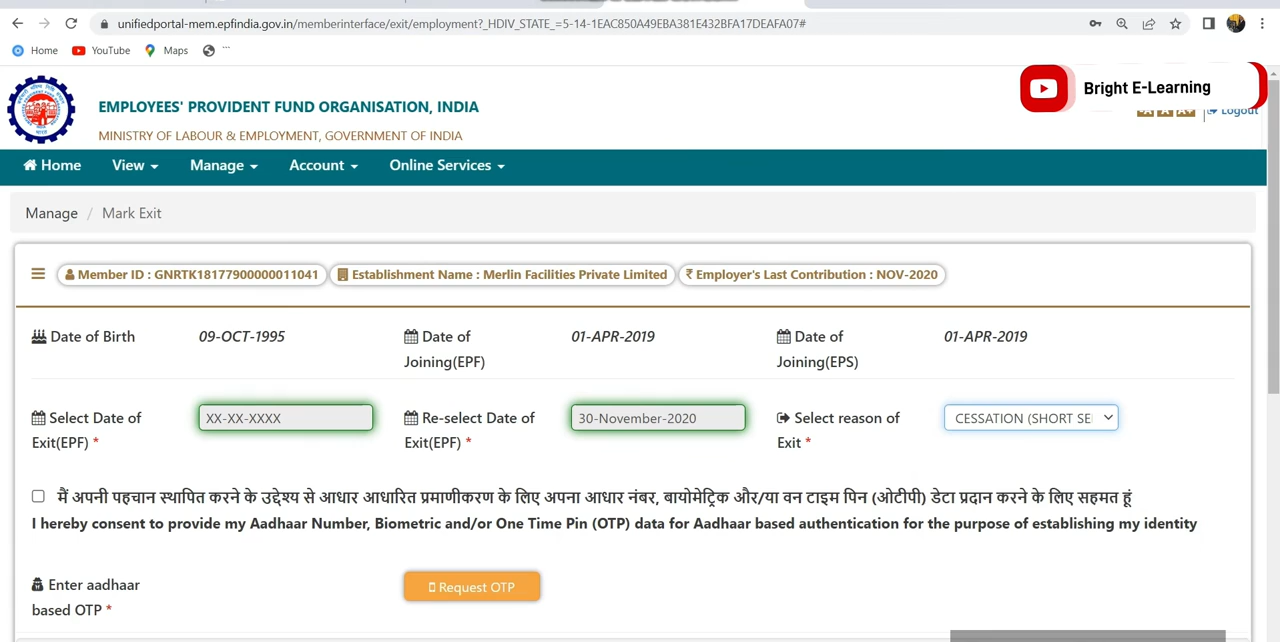 unifiedportal-mem.epfindia.gov.in/memberinterface/exit/employment?_HDIV_STATE_=5-14-1EAC850A49EBA381E432BFA17DEAFA07#
Home YouTube Maps
Bright E-Learning
EMPLOYEES' PROVIDENT FUND ORGANISATION, INDIA
MINISTRY OF LABOUR & EMPLOYMENT, GOVERNMENT OF INDIA
Logout
Home View Manage Account Online Services
Manage / Mark Exit
Member ID : GNRTK18177900000011041 Establishment Name : Merlin Facilities Private Limited ₹ Employer's Last Contribution : NOV-2020
Date of Birth 09-OCT-1995 Date of Joining(EPF) 01-APR-2019 Date of Joining(EPS) 01-APR-2019
Select Date of Exit(EPF) * XX-XX-XXXX Re-select Date of Exit(EPF) * 30-November-2020 Select reason of Exit * CESSATION (SHORT SE
मैं अपनी पहचान स्थापित करने के उद्देश्य से आधार आधारित प्रमाणीकरण के लिए अपना आधार नंबर, बायोमेट्रिक और/या वन टाइम पिन (ओटीपी) डेटा प्रदान करने के लिए सहमत हूं
I hereby consent to provide my Aadhaar Number, Biometric and/or One Time Pin (OTP) data for Aadhaar based authentication for the purpose of establishing my identity
Enter aadhaar based OTP * Request OTP